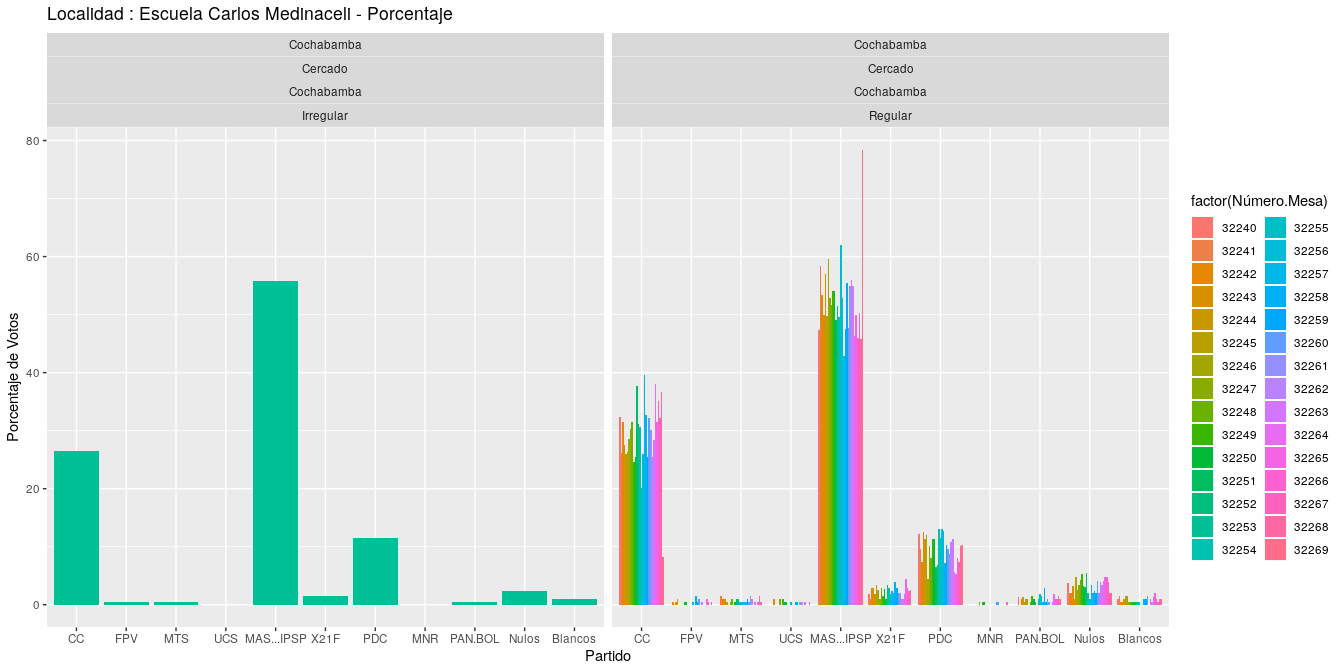 Localidad : Escuela Carlos Medinaceli - Porcentaje
Cochabamba
Cercado
Cochabamba
Irregular
Cochabamba
Cercado
Cochabamba
Regular
Porcentaje de Votos
80
60
40
20
0
CC FPV MTS UCS MAS...IPSP X21F PDC MNR PAN.BOL Nulos Blancos
CC FPV MTS UCS MAS...IPSP X21F PDC MNR PAN.BOL Nulos Blancos
Partido
factor(Número.Mesa)
32240 32255
32241 32256
32242 32257
32243 32258
32244 32259
32245 32260
32246 32261
32247 32262
32248 32263
32249 32264
32250 32265
32251 32266
32252 32267
32253 32268
32254 32269